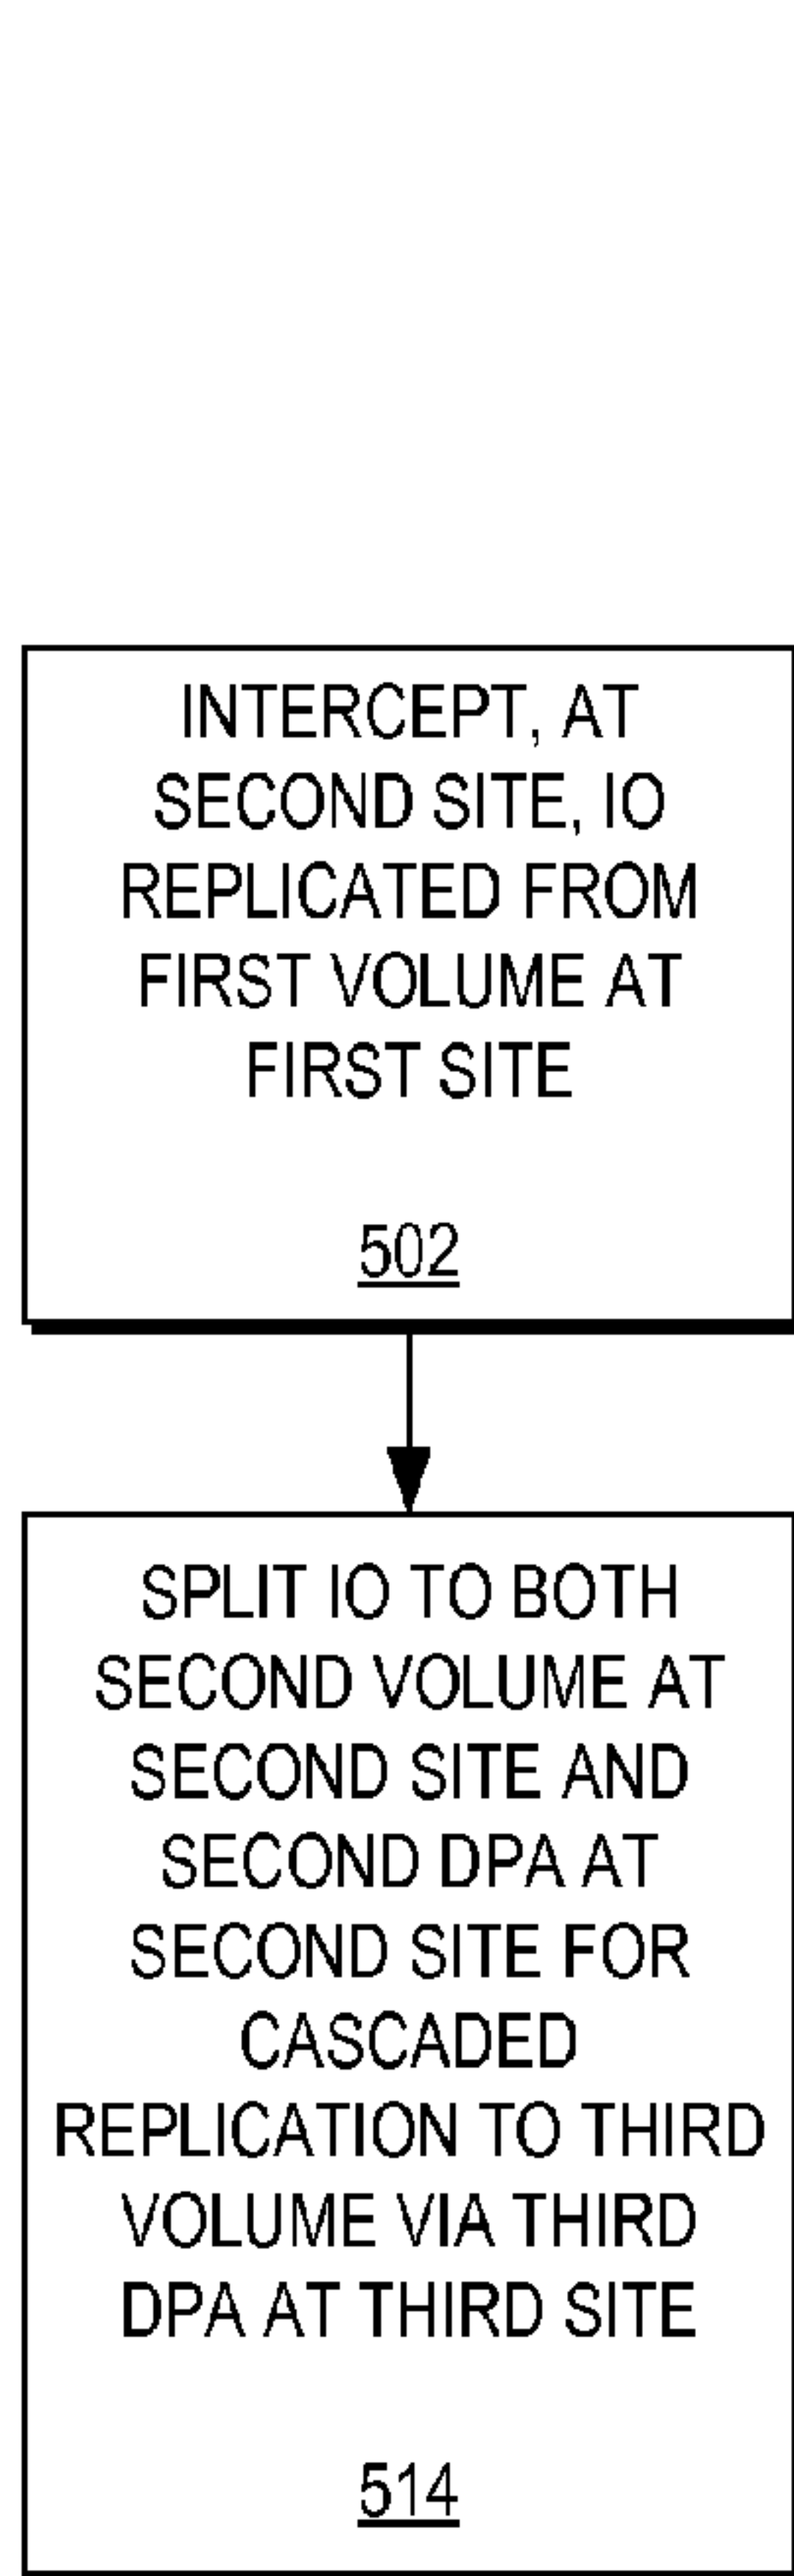 INTERCEPT, AT
SECOND SITE, IO
REPLICATED FROM
FIRST VOLUME AT
FIRST SITE
502
SPLIT IO TO BOTH
SECOND VOLUME AT
SECOND SITE AND
SECOND DPA AT
SECOND SITE FOR
CASCADED
REPLICATION TO THIRD
VOLUME VIA THIRD
DPA AT THIRD SITE
514